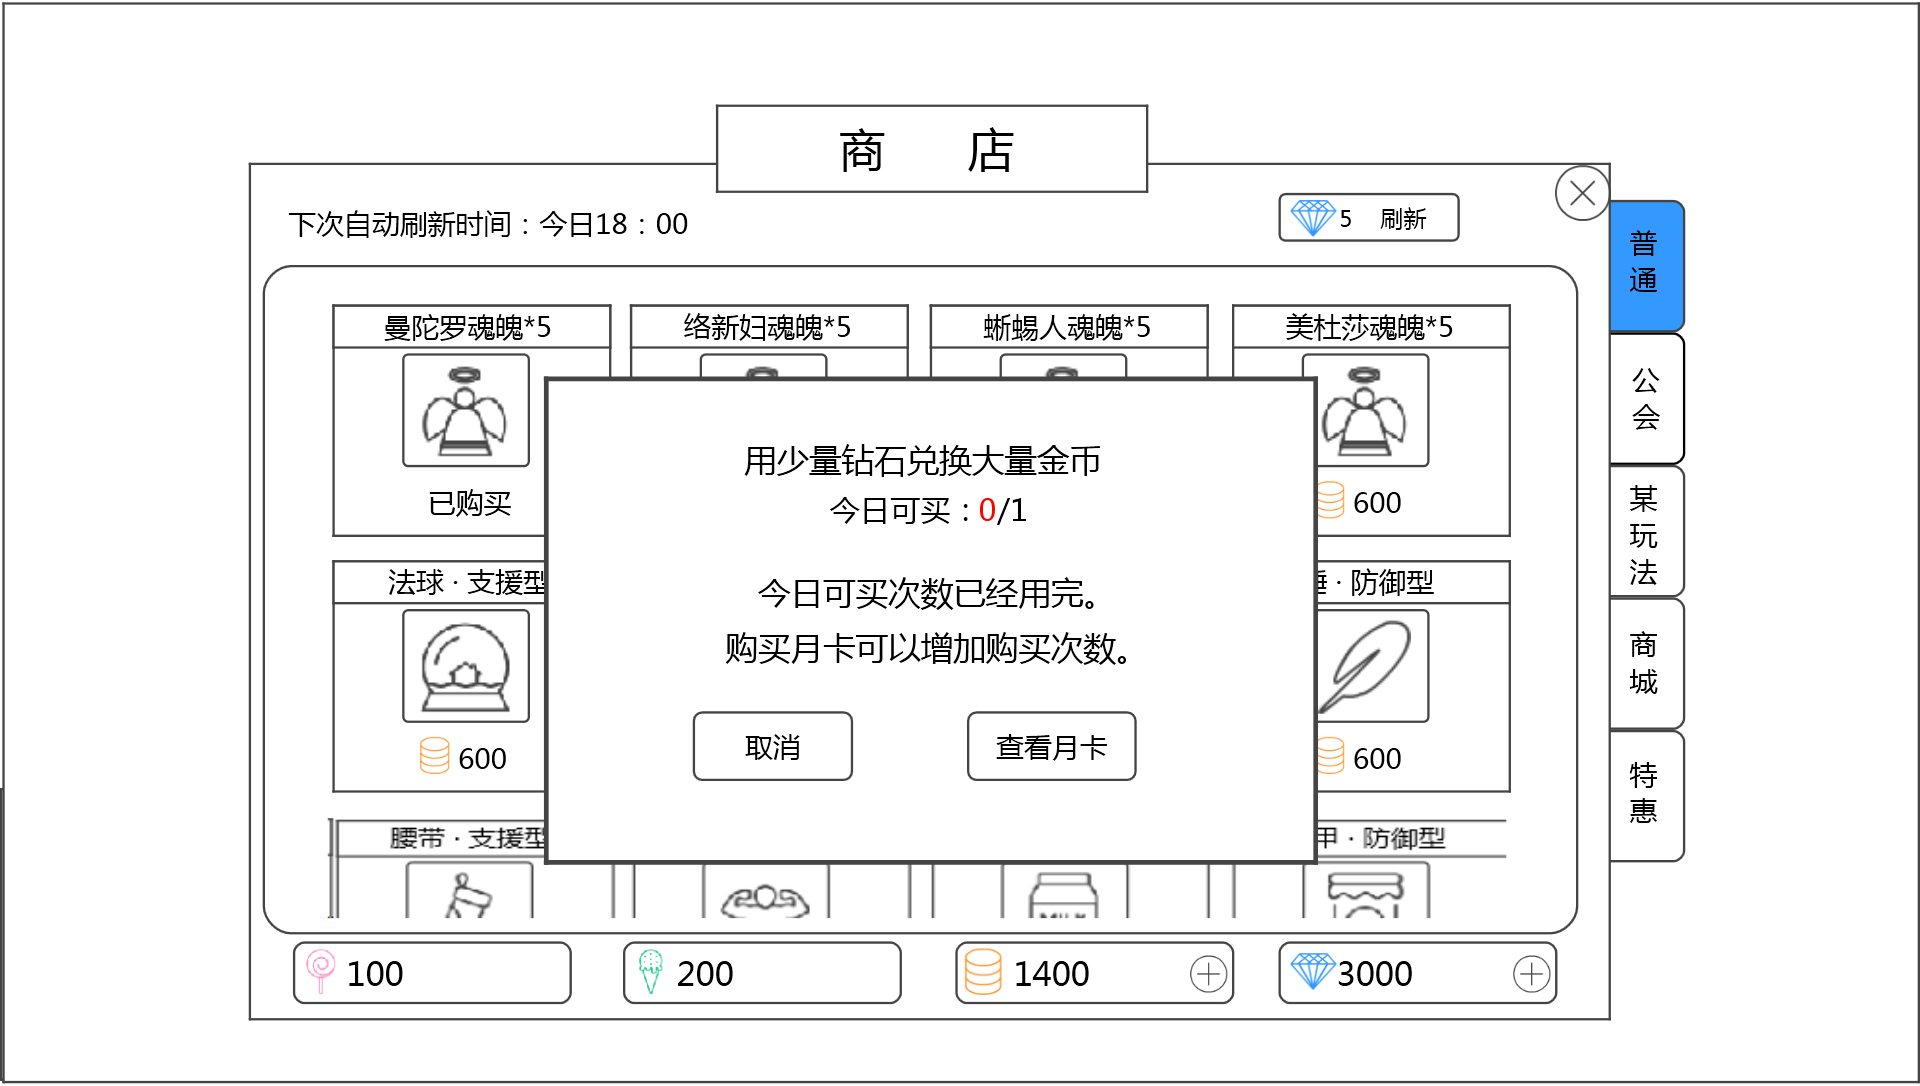 商 店
下次自动刷新时间：今日18：00
5 刷新
普通
公会
某玩法
商城
特惠
曼陀罗魂魄*5
络新妇魂魄*5
蜥蜴人魂魄*5
美杜莎魂魄*5
已购买
600
用少量钻石兑换大量金币
今日可买：0/1
今日可买次数已经用完。
购买月卡可以增加购买次数。
取消
查看月卡
法球 · 支援型
· 防御型
600
600
腰带 · 支援型
甲 · 防御型
MILK
100
200
1400
3000